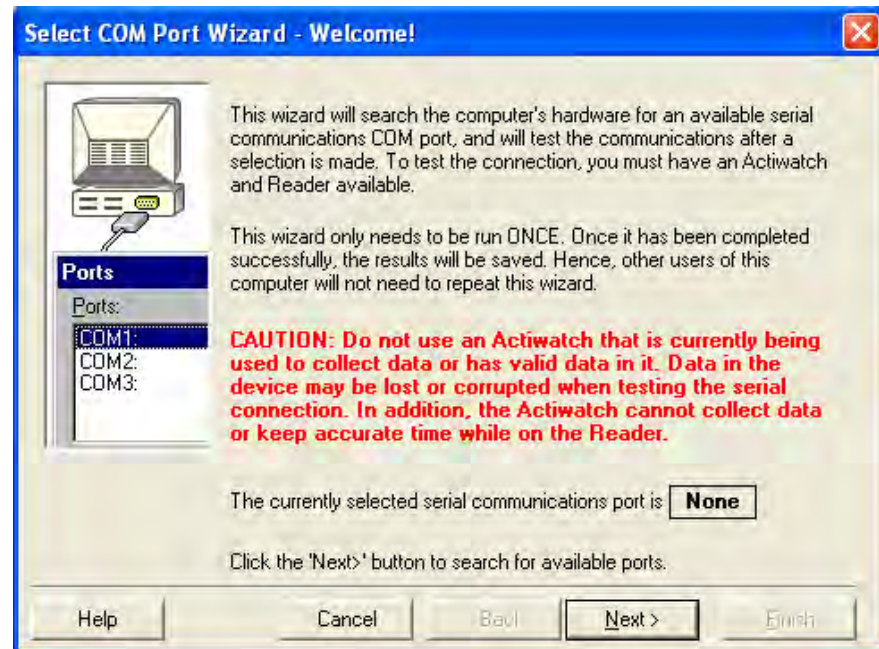 Select COM Port Wizard - Welcome!
This wizard will search the computer's hardware for an available serial
communications COM port, and will test the communications after a
selection is made. To test the connection, you must have an Actiwatch
and Reader available.
This wizard only needs to be run ONCE. Once it has been completed
successfully, the results will be saved. Hence, other users of this
computer will not need to repeat this wizard.
Ports
Ports:
COM1:
COM2:
COM3:
CAUTION: Do not use an Actiwatch that is currently being
used to collect data or has valid data in it. Data in the
device may be lost or corrupted when testing the serial
connection. In addition, the Actiwatch cannot collect data
or keep accurate time while on the Reader.
The currently selected serial communications port is None
Click the 'Next>' button to search for available ports.
Help Cancel Back Next > Finish